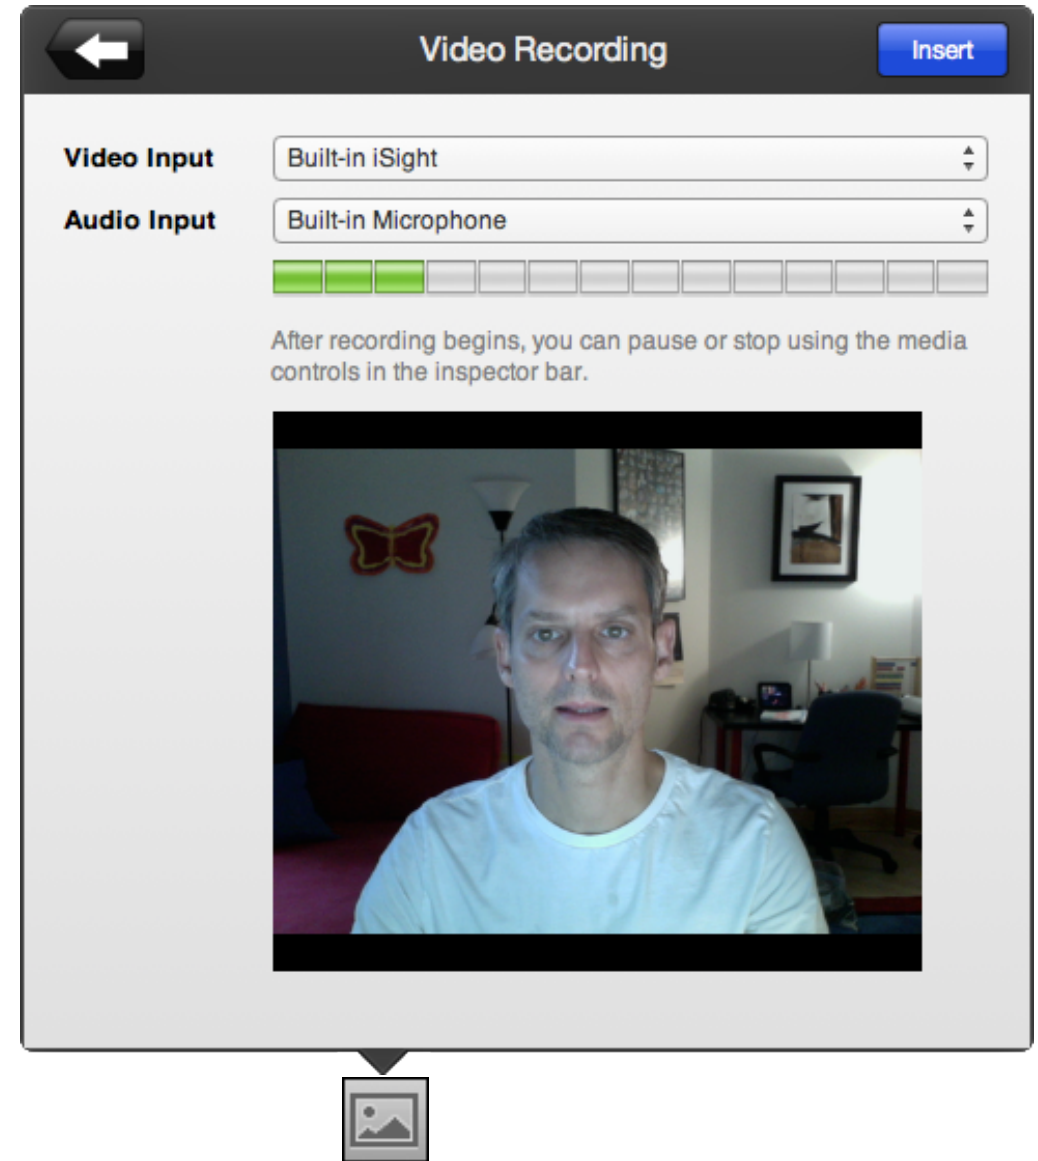 Video Recording
Insert
Video Input
Built-in iSight
Audio Input
Built-in Microphone
After recording begins, you can pause or stop using the media
controls in the inspector bar.